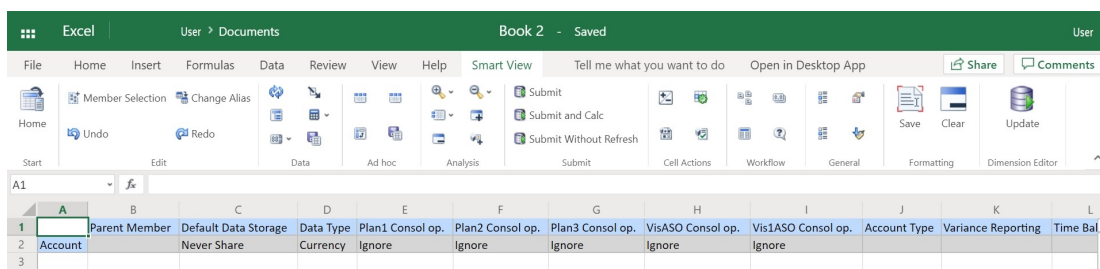 Excel User > Documents Book 2 - Saved User
File Home Insert Formulas Data Review View Help Smart View Tell me what you want to do Open in Desktop App Share Comments
Member Selection Change Alias Submit
Submit and Calc
Home Save Clear Update
Undo Redo Submit Without Refresh
Start Edit Data Ad hoc Analysis Submit Cell Actions Workflow General Formatting Dimension Editor
A1 fx
A B C D E F G H I J K L
1 Parent Member Default Data Storage Data Type Plan1 Consol op. Plan2 Consol op. Plan3 Consol op. VisASO Consol op. Vis1ASO Consol op. Account Type Variance Reporting Time Bal
2 Account Never Share Currency Ignore Ignore Ignore Ignore Ignore
3